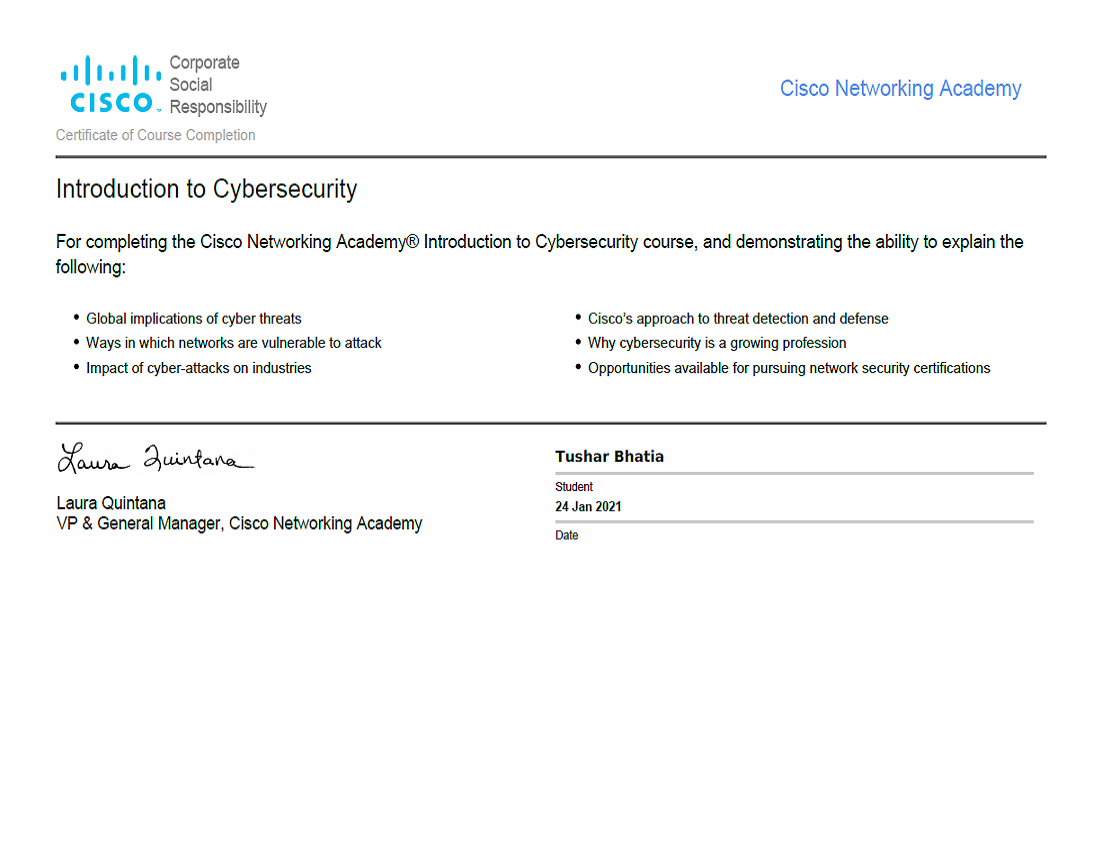 Corporate
Social
CISCO™ Responsibility
Cisco Networking Academy
Certificate of Course Completion
Introduction to Cybersecurity
For completing the Cisco Networking Academy® Introduction to Cybersecurity course, and demonstrating the ability to explain the
following:
• Global implications of cyber threats
• Ways in which networks are vulnerable to attack
• Impact of cyber-attacks on industries
• Cisco’s approach to threat detection and defense
• Why cybersecurity is a growing profession
• Opportunities available for pursuing network security certifications
Laura Quintana
Laura Quintana
VP & General Manager, Cisco Networking Academy
Tushar Bhatia
Student
24 Jan 2021
Date